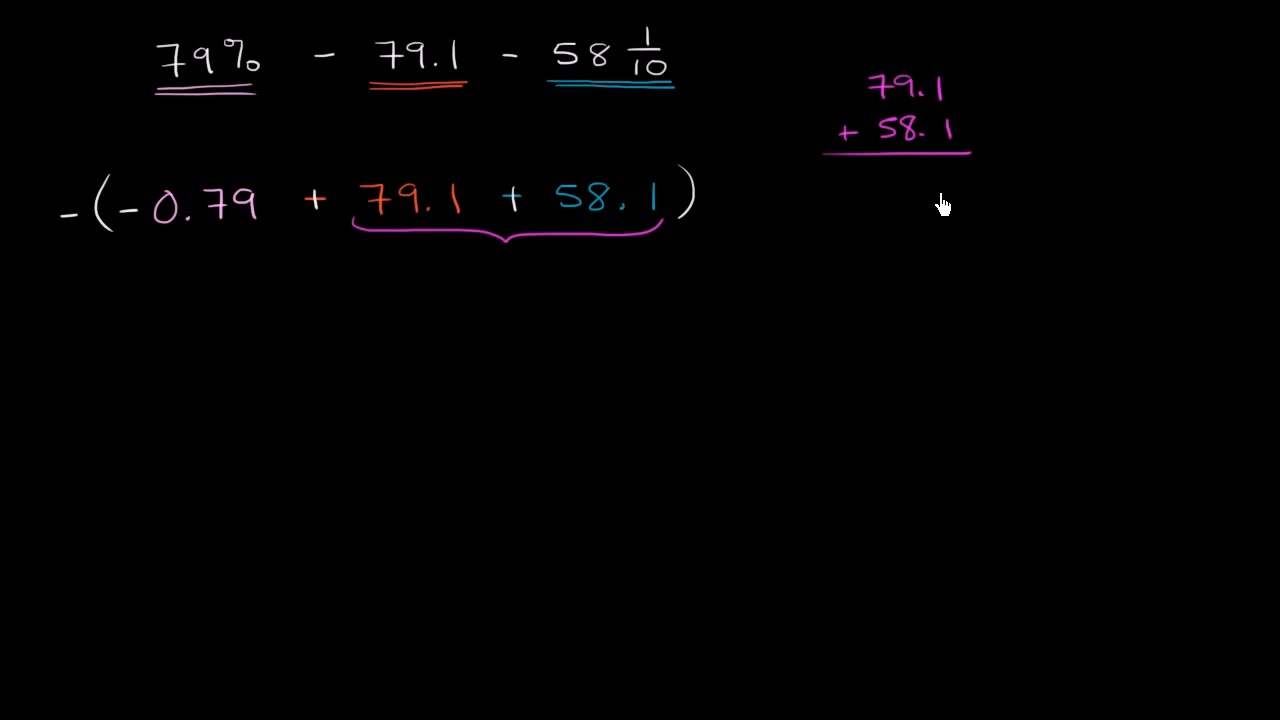 79% - 79.1 - 58 1/10
79.1
+ 58.1
-(-0.79 + 79.1 + 58.1)